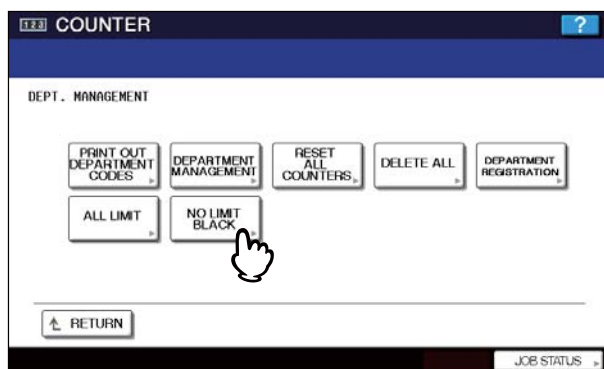 123 COUNTER
?
DEPT. MANAGEMENT
PRINT OUT
DEPARTMENT
CODES
DEPARTMENT
MANAGEMENT
RESET
ALL
COUNTERS
DELETE ALL
DEPARTMENT
REGISTRATION
ALL LIMIT
NO LIMIT
BLACK
RETURN
JOB STATUS